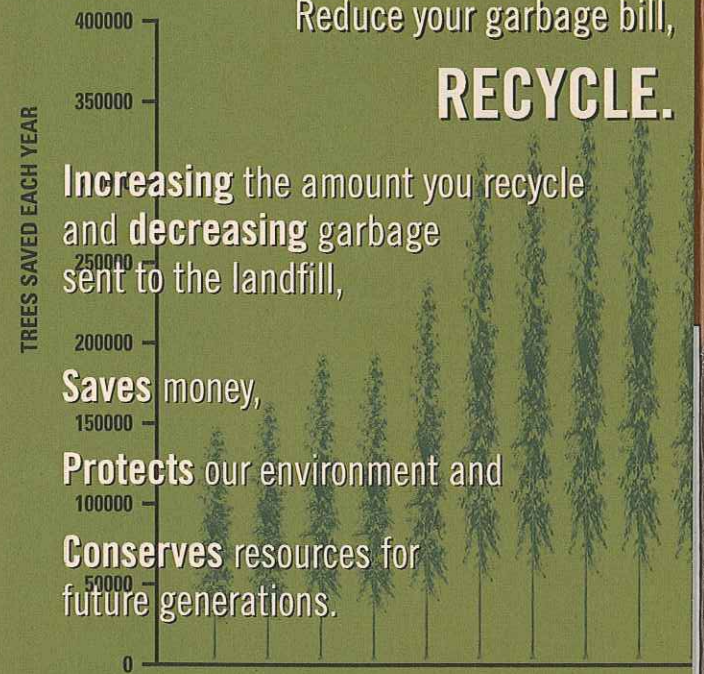 Reduce your garbage bill,
RECYCLE.
Increasing the amount you recycle
and decreasing garbage
sent to the landfill,
Saves money,
Protects our environment and
Conserves resources for
future generations.
TREES SAVED EACH YEAR
400000
350000
250000
200000
150000
100000
50000
0